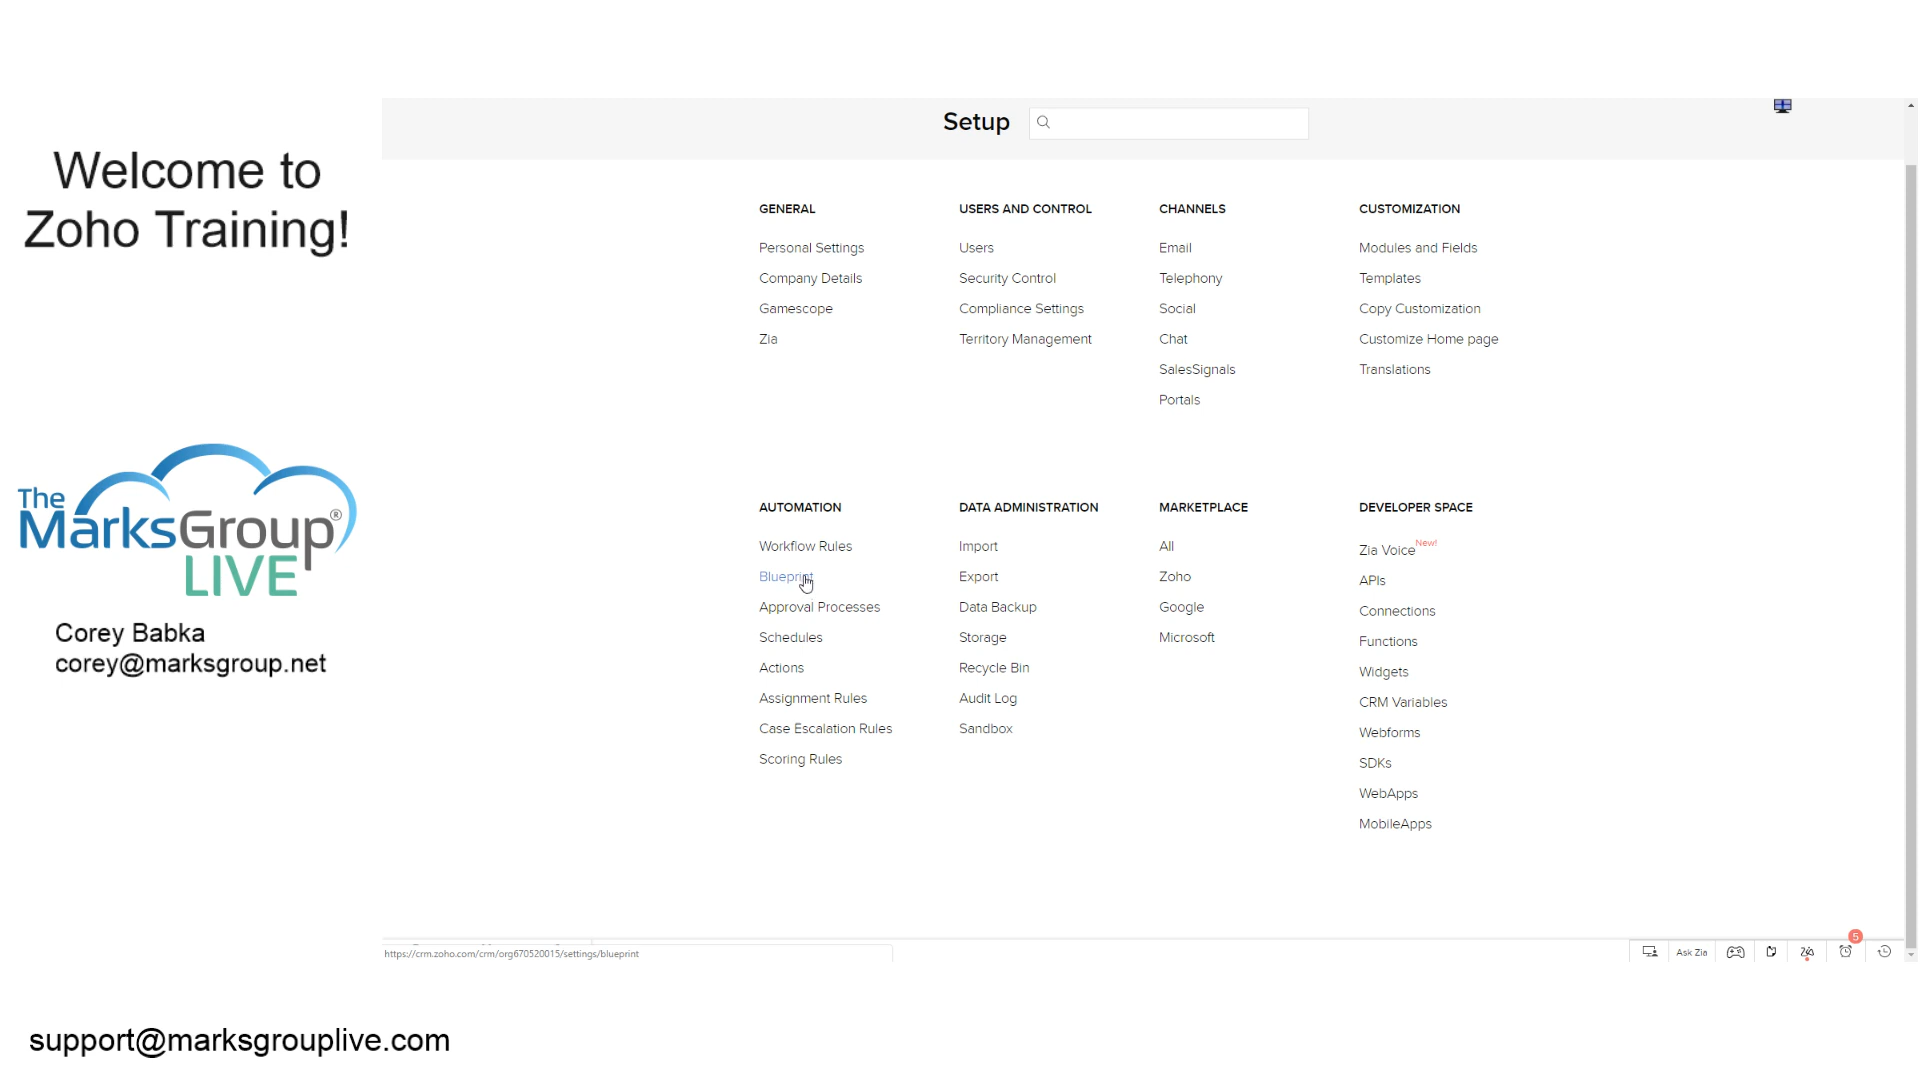 Setup
Welcome to
Zoho Training!
GENERAL
Personal Settings
Company Details
Gamescope
Zia
USERS AND CONTROL
Users
Security Control
Compliance Settings
Territory Management
CHANNELS
Email
Telephony
Social
Chat
SalesSignals
Portals
CUSTOMIZATION
Modules and Fields
Templates
Copy Customization
Customize Home page
Translations
The
MarksGroup®
LIVE
Corey Babka
corey@marksgroup.net
AUTOMATION
Workflow Rules
Blueprint
Approval Processes
Schedules
Actions
Assignment Rules
Case Escalation Rules
Scoring Rules
DATA ADMINISTRATION
Import
Export
Data Backup
Storage
Recycle Bin
Audit Log
Sandbox
MARKETPLACE
All
Zoho
Google
Microsoft
DEVELOPER SPACE
Zia Voice New!
APIs
Connections
Functions
Widgets
CRM Variables
Webforms
SDKs
WebApps
MobileApps
https://crm.zoho.com/crm/org670520015/settings/blueprint
Ask Zia
5
support@marksgrouplive.com